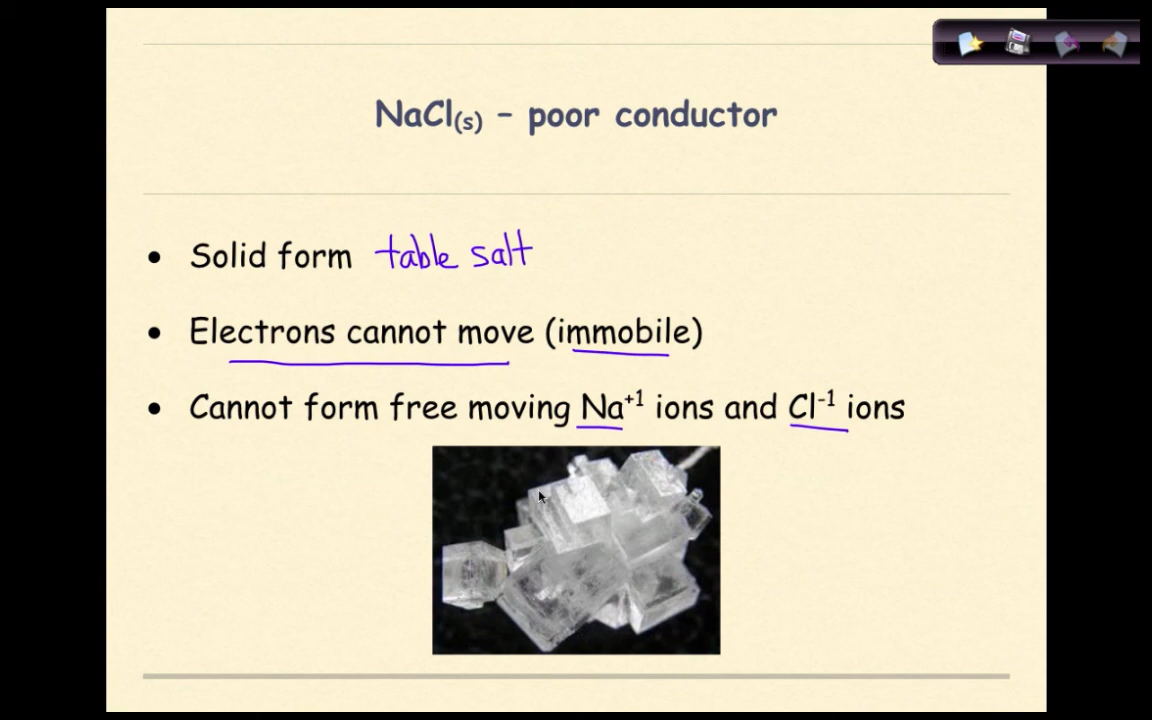 NaCl(s) – poor conductor
• Solid form table salt
• Electrons cannot move (immobile)
• Cannot form free moving Na⁺¹ ions and Cl⁻¹ ions